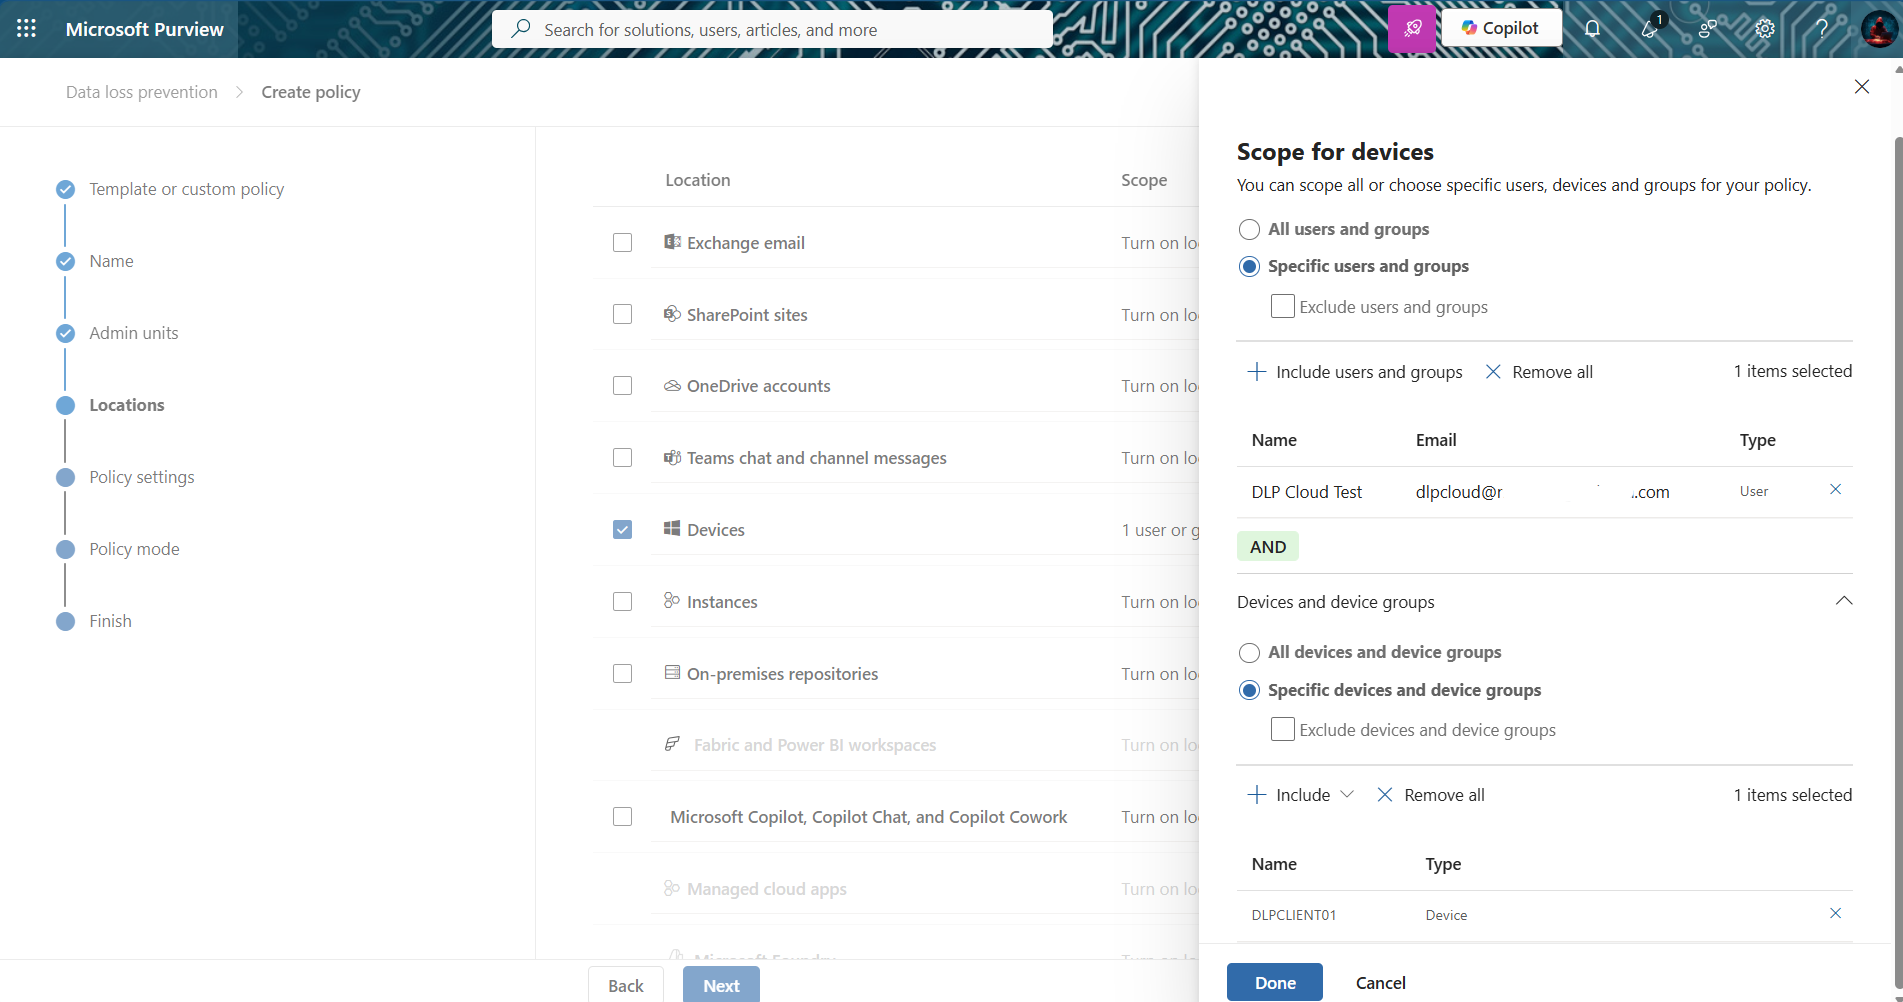 Microsoft Purview
Search for solutions, users, articles, and more
Copilot
1
Data loss prevention > Create policy
Template or custom policy
Name
Admin units
Locations
Policy settings
Policy mode
Finish
Location Scope
Exchange email Turn on lo
SharePoint sites Turn on lo
OneDrive accounts Turn on lo
Teams chat and channel messages Turn on lo
Devices 1 user or g
Instances Turn on lo
On-premises repositories Turn on lo
Fabric and Power BI workspaces Turn on lo
Microsoft Copilot, Copilot Chat, and Copilot Cowork Turn on lo
Managed cloud apps Turn on lo
Back Next
Scope for devices
You can scope all or choose specific users, devices and groups for your policy.
All users and groups
Specific users and groups
Exclude users and groups
Include users and groups Remove all 1 items selected
Name Email Type
DLP Cloud Test dlpcloud@r .com User
AND
Devices and device groups
All devices and device groups
Specific devices and device groups
Exclude devices and device groups
Include Remove all 1 items selected
Name Type
DLPCLIENT01 Device
Done Cancel